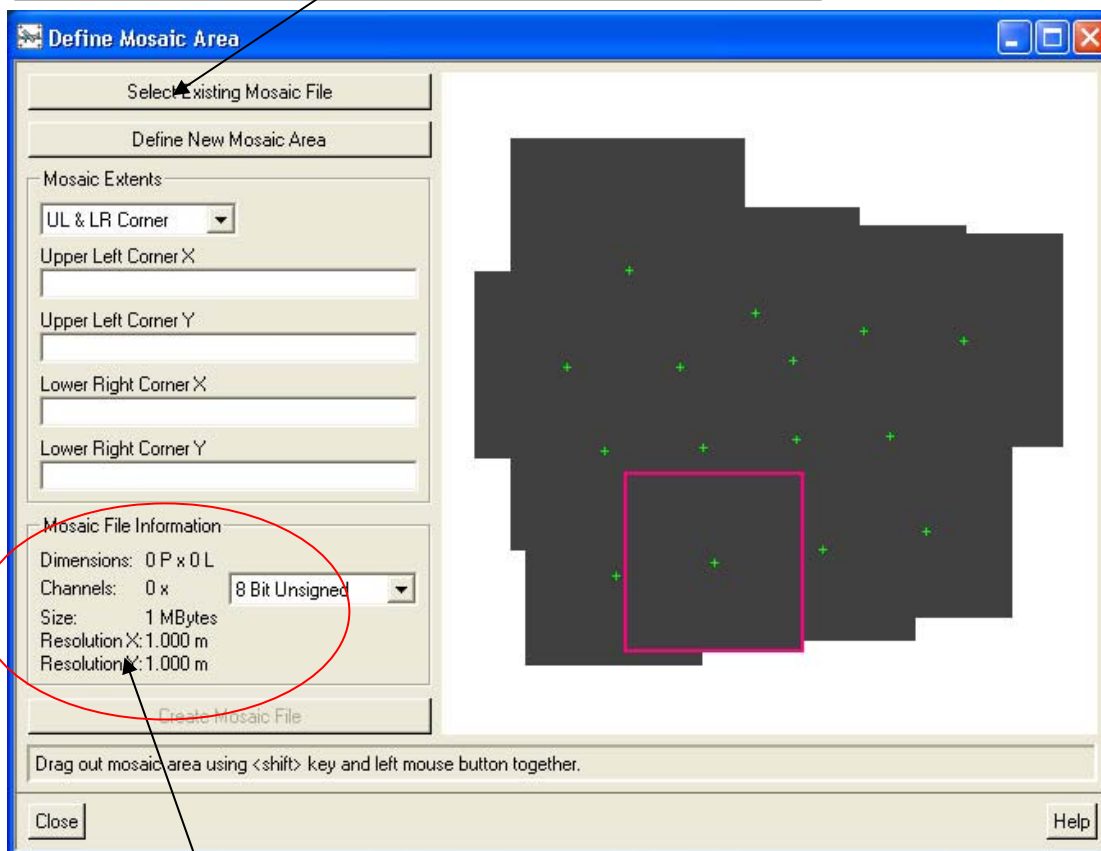 Define Mosaic Area
Select Existing Mosaic File
Define New Mosaic Area
Mosaic Extents
UL & LR Corner
Upper Left Corner X
Upper Left Corner Y
Lower Right Corner X
Lower Right Corner Y
Mosaic File Information
Dimensions: 0 P x 0 L
Channels: 0 x 8 Bit Unsigned
Size: 1 MBytes
Resolution X: 1.000 m
Resolution Y: 1.000 m
Create Mosaic File
Drag out mosaic area using <shift> key and left mouse button together.
Close
Help